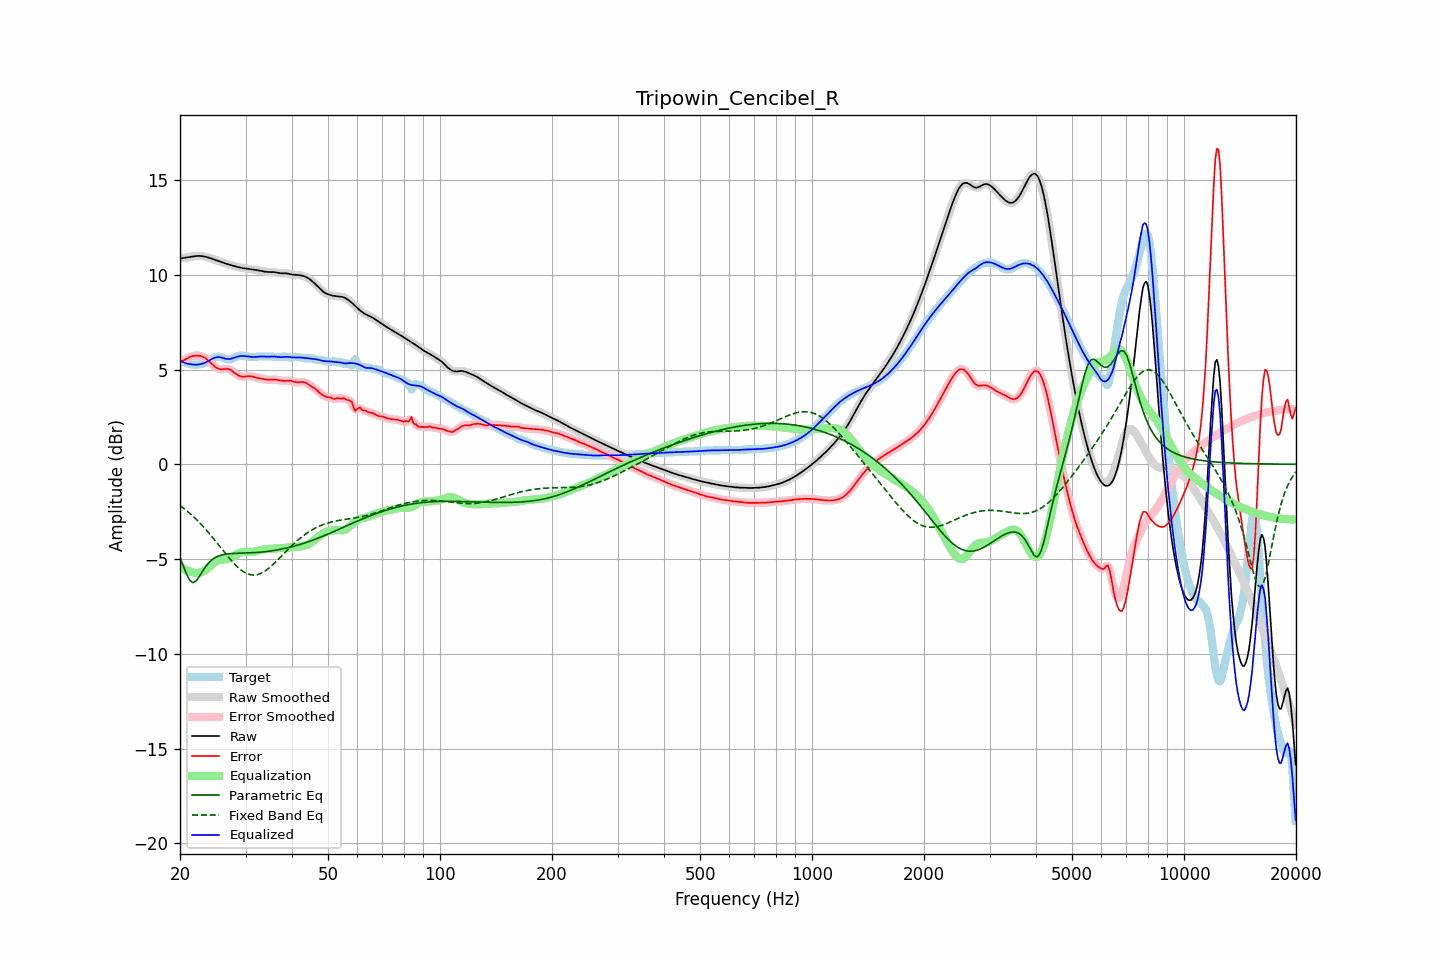 Tripowin_Cencibel_R
Amplitude (dBr)
15
10
5
0
−5
−10
−15
−20
Target
Raw Smoothed
Error Smoothed
Raw
Error
Equalization
Parametric Eq
Fixed Band Eq
Equalized
20 50 100 200 500 1000 2000 5000 10000 20000
Frequency (Hz)